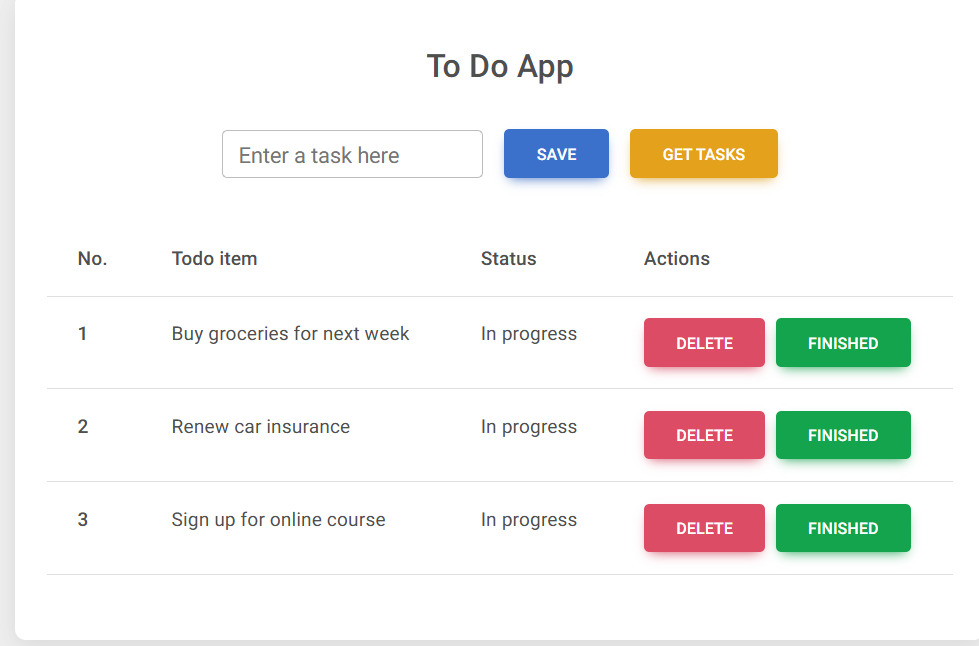 To Do App
Enter a task here SAVE GET TASKS
No. Todo item Status Actions
1 Buy groceries for next week In progress DELETE FINISHED
2 Renew car insurance In progress DELETE FINISHED
3 Sign up for online course In progress DELETE FINISHED